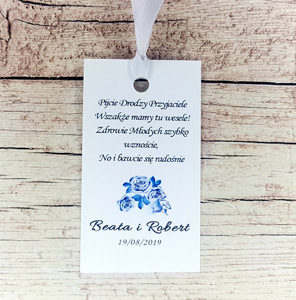 Pijcie Drodzy Przyjaciele
Wszakże mamy tu wesele!
Zdrowie Młodych szybko
wznoście,
No i bawcie się radośnie
Beata i Robert
19/08/2019